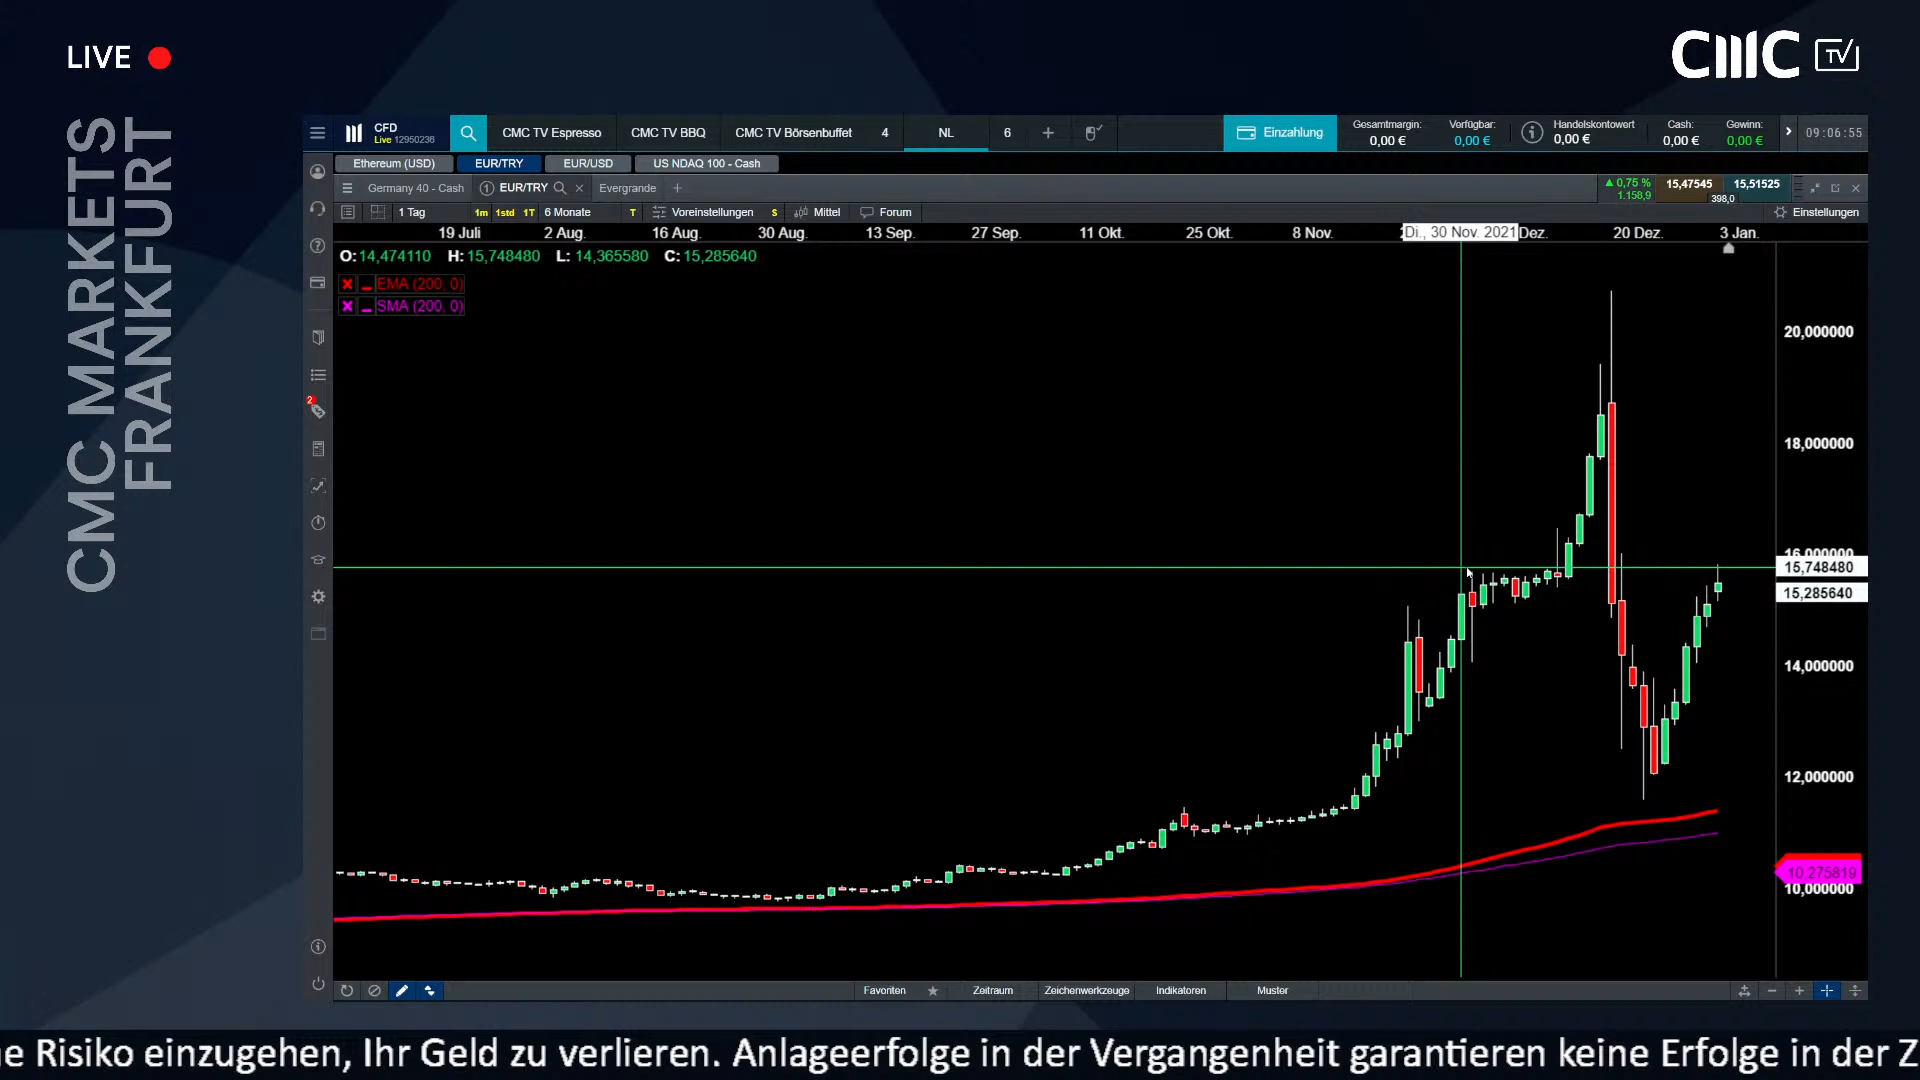 LIVE
CMC TV
CMC MARKETS
FRANKFURT
CFD
Live 12950236
CMC TV Espresso
CMC TV BBQ
CMC TV Börsenbuffet
4
NL
6
Einzahlung
Gesamtmargin:
0,00 €
Verfügbar:
0,00 €
Handelskontowert
0,00 €
Cash:
0,00 €
Gewinn:
0,00 €
09:06:55
Ethereum (USD)
EUR/TRY
EUR/USD
US NDAQ 100 - Cash
Germany 40 - Cash
1 EUR/TRY
Evergrande
0,75 %
1.158,9
15,47545
398,0
15,51525
1 Tag
1m
1std
1T
6 Monate
T
Voreinstellungen
S
Mittel
Forum
Einstellungen
19 Juli
2 Aug.
16 Aug.
30 Aug.
13 Sep.
27 Sep.
11 Okt.
25 Okt.
8 Nov.
Di., 30 Nov. 2021
Dez.
20 Dez.
3 Jan.
O:14,474110 H:15,748480 L: 14,365580 C:15,285640
EMA (200, 0)
SMA (200, 0)
20,000000
18,000000
16,000000
15,748480
15,285640
14,000000
12,000000
10,275819
10,000000
2
Favoriten
Zeitraum
Zeichenwerkzeuge
Indikatoren
Muster
ne Risiko einzugehen, Ihr Geld zu verlieren. Anlageerfolge in der Vergangenheit garantieren keine Erfolge in der Z